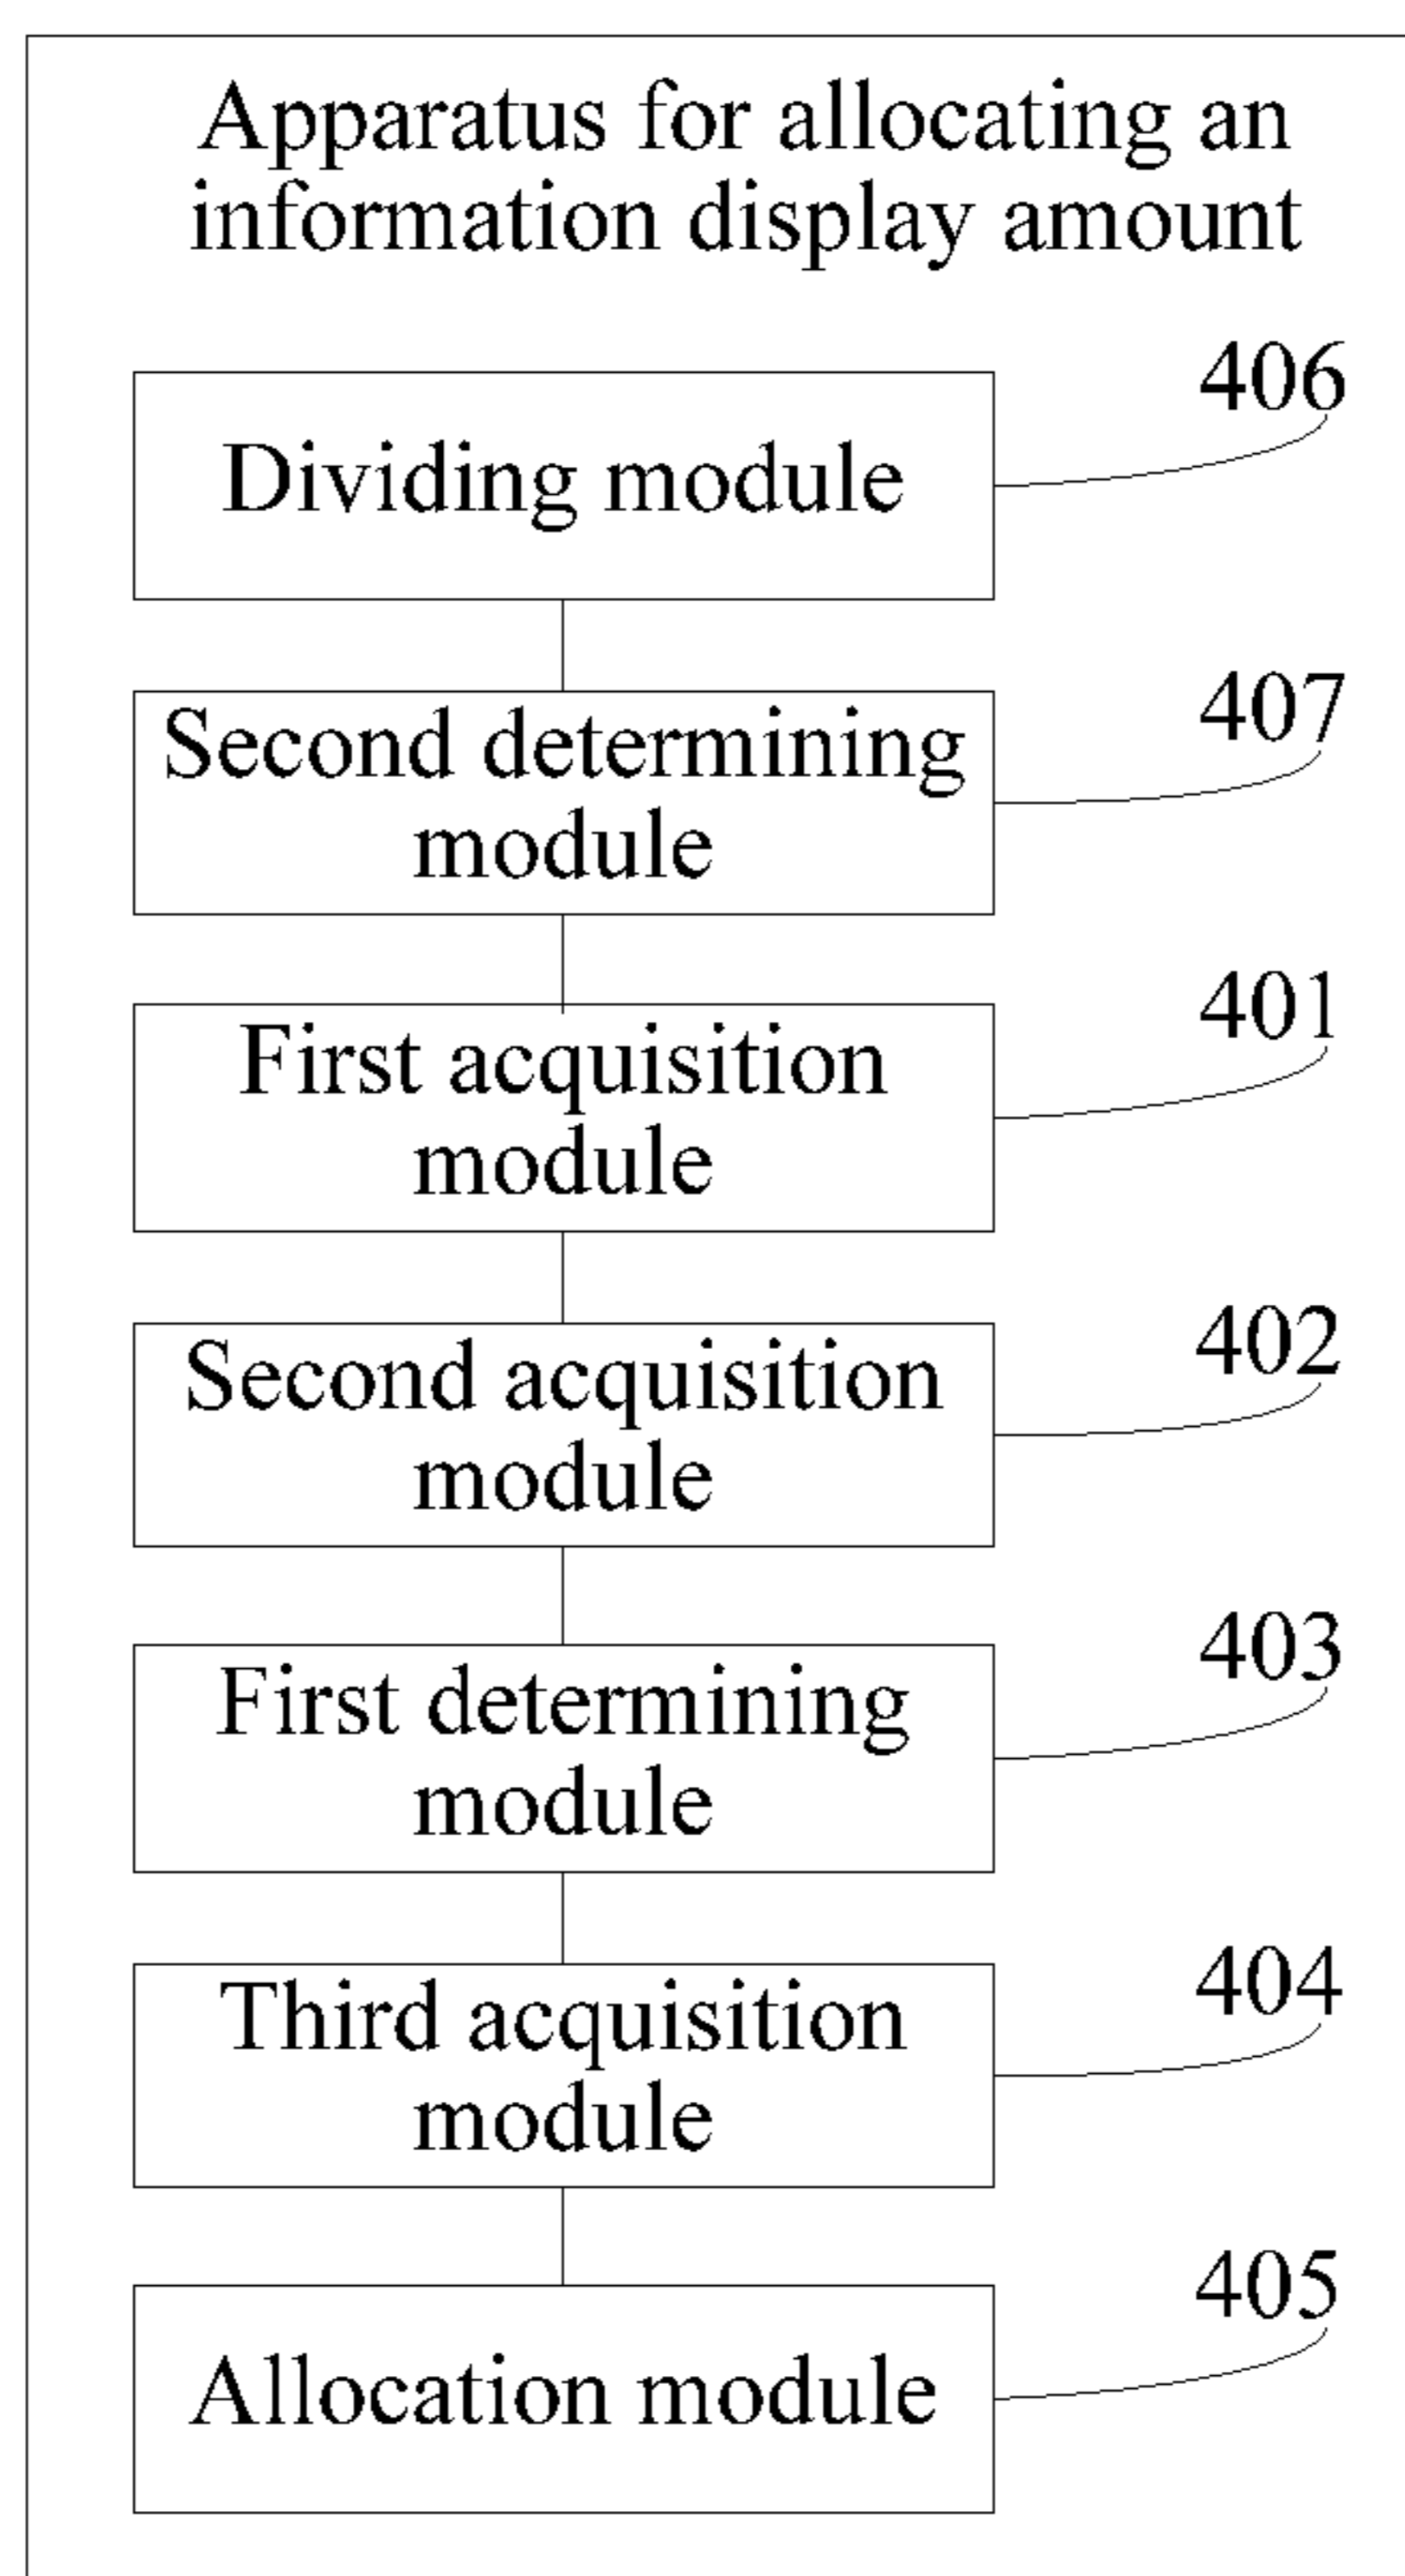 Apparatus for allocating an
information display amount
406
Dividing module
407
Second determining
module
401
First acquisition
module
402
Second acquisition
module
403
First determining
module
404
Third acquisition
module
405
Allocation module